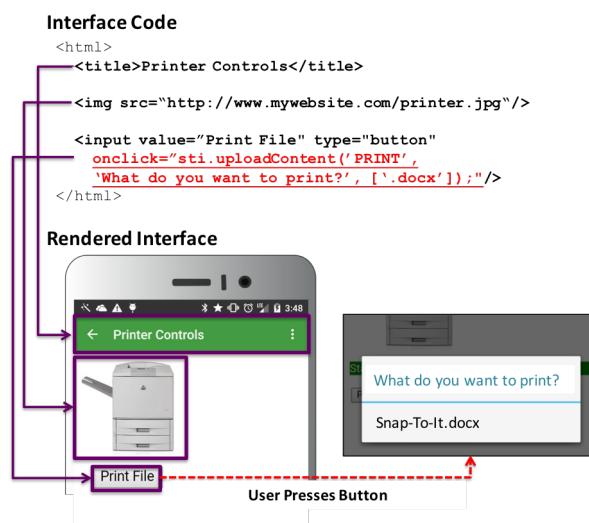 Interface Code
<html>
<title>Printer Controls</title>
<img src=“http://www.mywebsite.com/printer.jpg“/>
<input value=”Print File" type="button"
onclick=”sti.uploadContent(’PRINT’,
‘What do you want to print?’, [‘.docx’]);"/>
</html>
Rendered Interface
3:48
Printer Controls
What do you want to print?
Snap-To-It.docx
Print File
User Presses Button